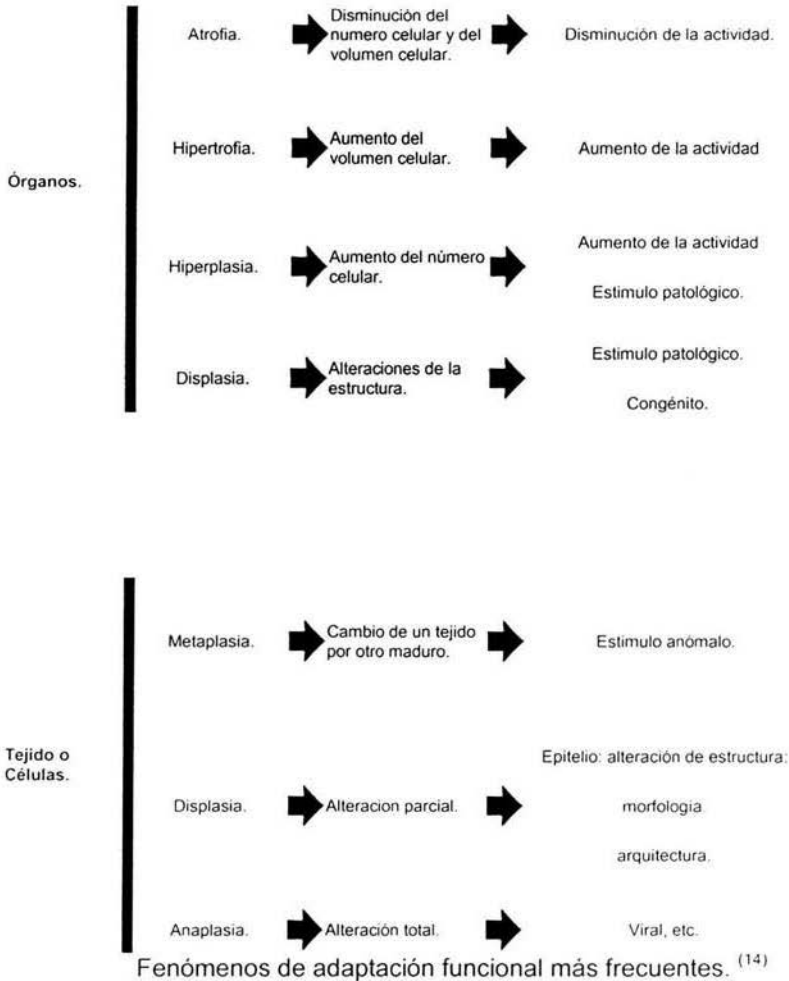 Órganos.
Atrofia.
Disminución del
numero celular y del
volumen celular.
Disminución de la actividad.
Hipertrofia.
Aumento del
volumen celular.
Aumento de la actividad
Hiperplasia.
Aumento del número
celular.
Aumento de la actividad
Estimulo patológico.
Displasia.
Alteraciones de la
estructura.
Estimulo patológico.
Congénito.
Tejido o
Células.
Metaplasia.
Cambio de un tejido
por otro maduro.
Estimulo anómalo.
Displasia.
Alteracion parcial.
Epitelio: alteración de estructura:
morfologia
arquitectura.
Anaplasia.
Alteración total.
Viral, etc.
Fenómenos de adaptación funcional más frecuentes. (14)